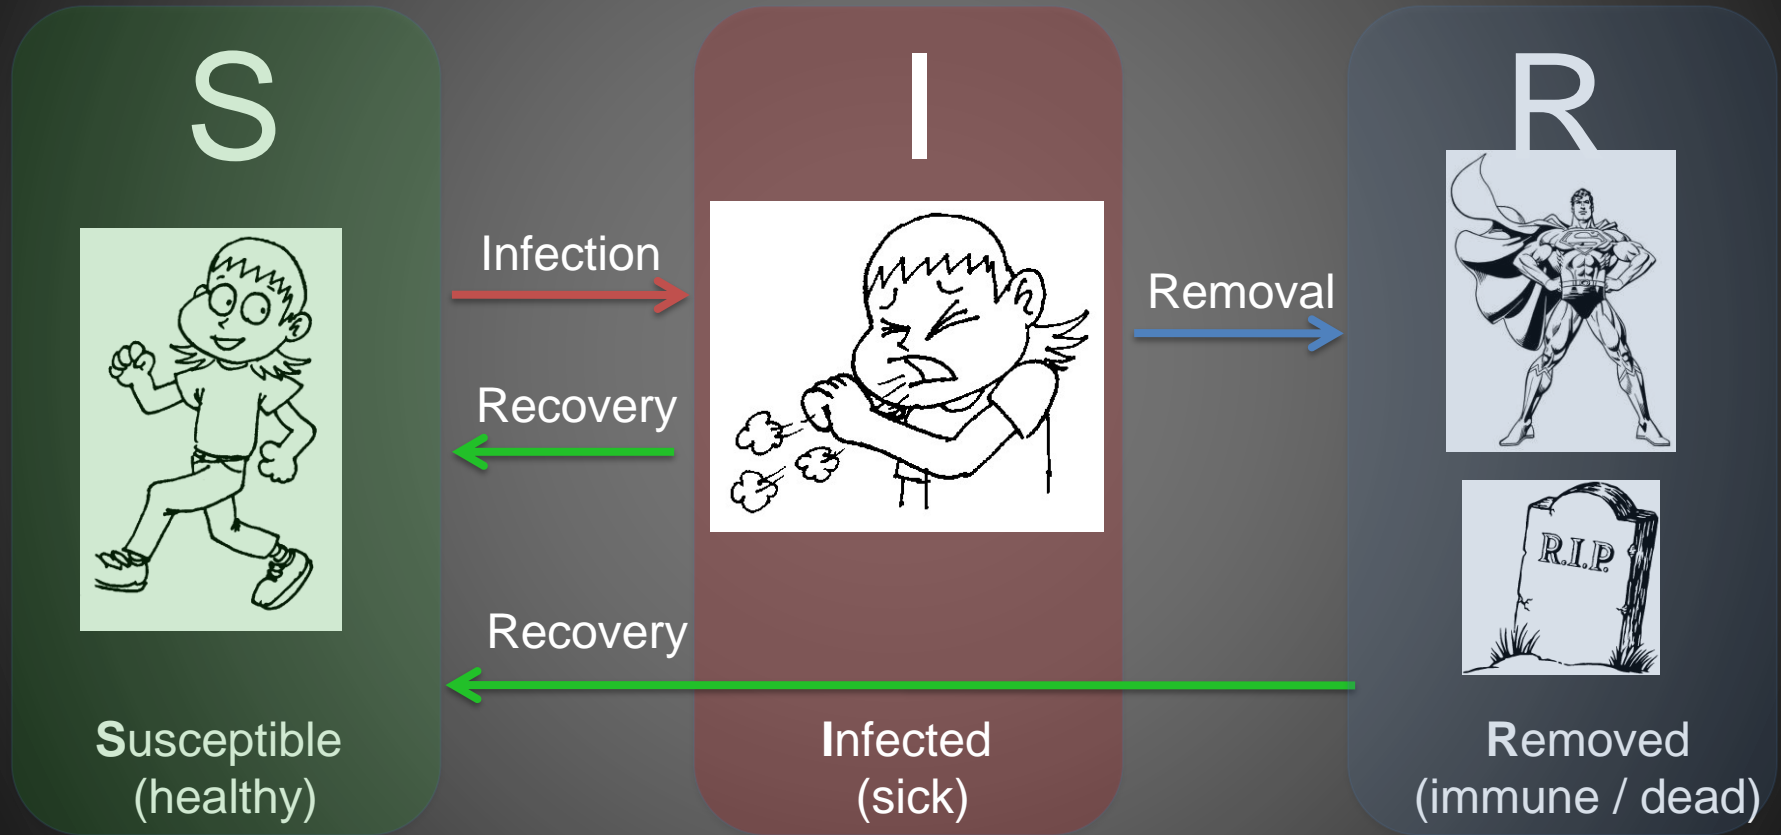 S
I
R
Infection
Removal
Recovery
R.I.P.
Recovery
Susceptible
(healthy)
Infected
(sick)
Removed
(immune / dead)